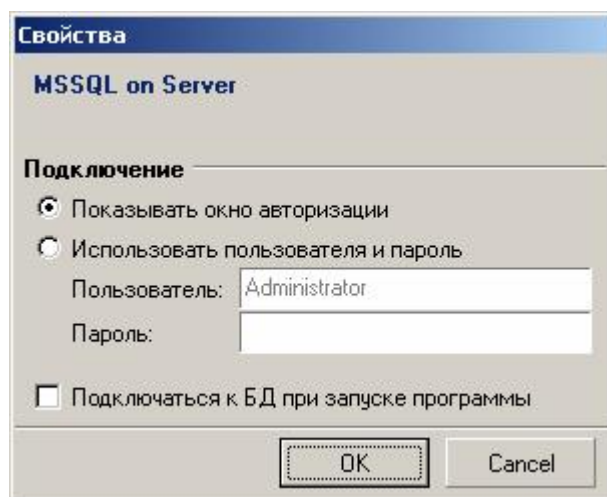 Свойства
MSSQL on Server
Подключение
Показывать окно авторизации
Использовать пользователя и пароль
Пользователь: Administrator
Пароль:
Подключаться к БД при запуске программы
OK Cancel